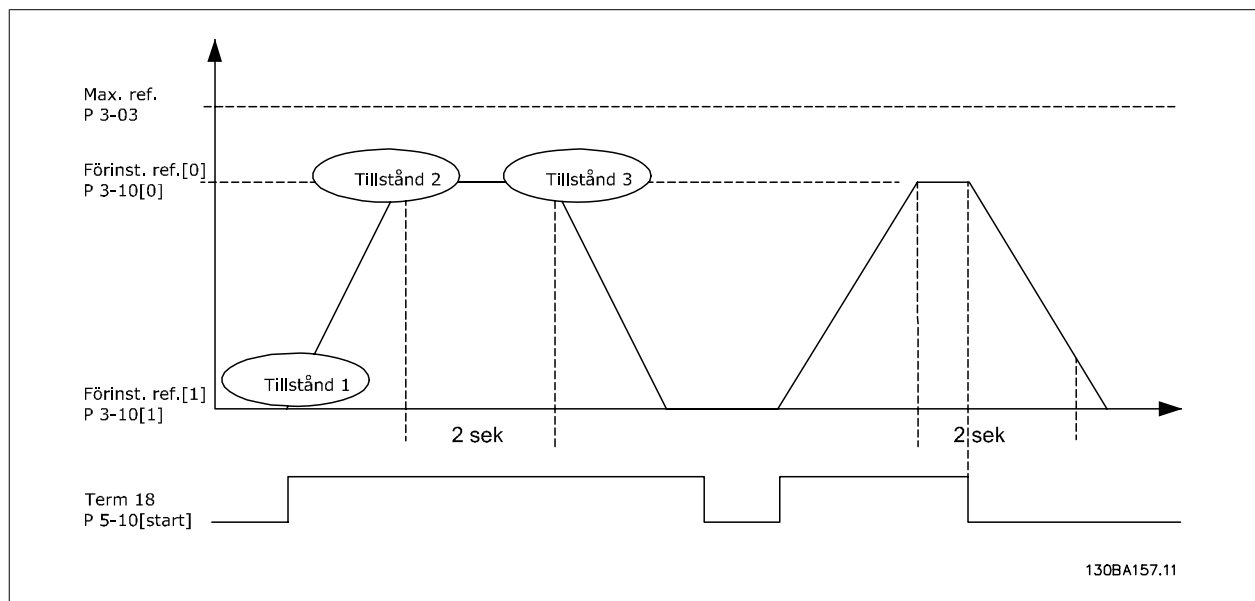 Max. ref.
P 3-03
Förinst. ref.[0]
P 3-10[0]
Tillstånd 2
Tillstånd 3
Tillstånd 1
Förinst. ref.[1]
P 3-10[1]
2 sek
2 sek
Term 18
P 5-10[start]
130BA157.11